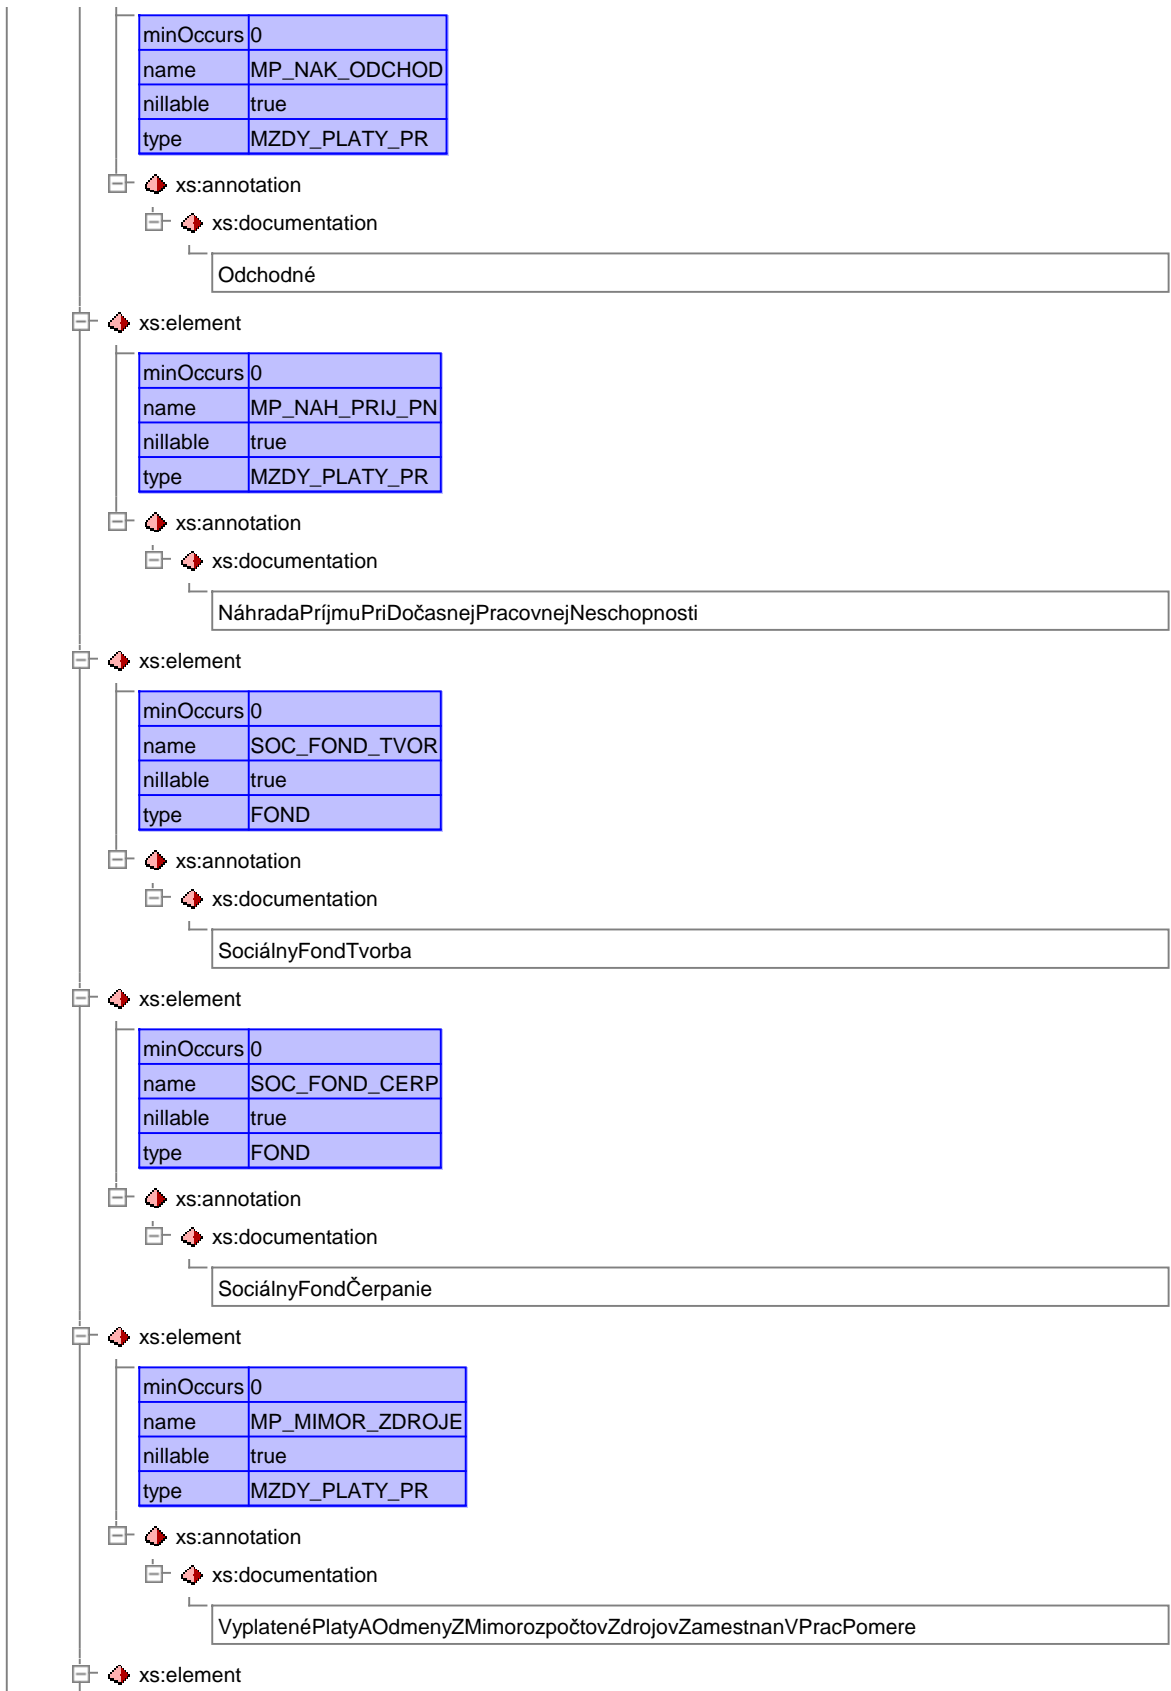 minOccurs 0
name MP_NAK_ODCHOD
nillable true
type MZDY_PLATY_PR
xs:annotation
xs:documentation
Odchodné
xs:element
minOccurs 0
name MP_NAH_PRIJ_PN
nillable true
type MZDY_PLATY_PR
xs:annotation
xs:documentation
NáhradaPríjmuPriDočasnejPracovnejNeschopnosti
xs:element
minOccurs 0
name SOC_FOND_TVOR
nillable true
type FOND
xs:annotation
xs:documentation
SociálnyFondTvorba
xs:element
minOccurs 0
name SOC_FOND_CERP
nillable true
type FOND
xs:annotation
xs:documentation
SociálnyFondČerpanie
xs:element
minOccurs 0
name MP_MIMOR_ZDROJE
nillable true
type MZDY_PLATY_PR
xs:annotation
xs:documentation
VyplatenéPlatyAOdmenyZMimorozpočtovZdrojovZamestnanVPracPomere
xs:element